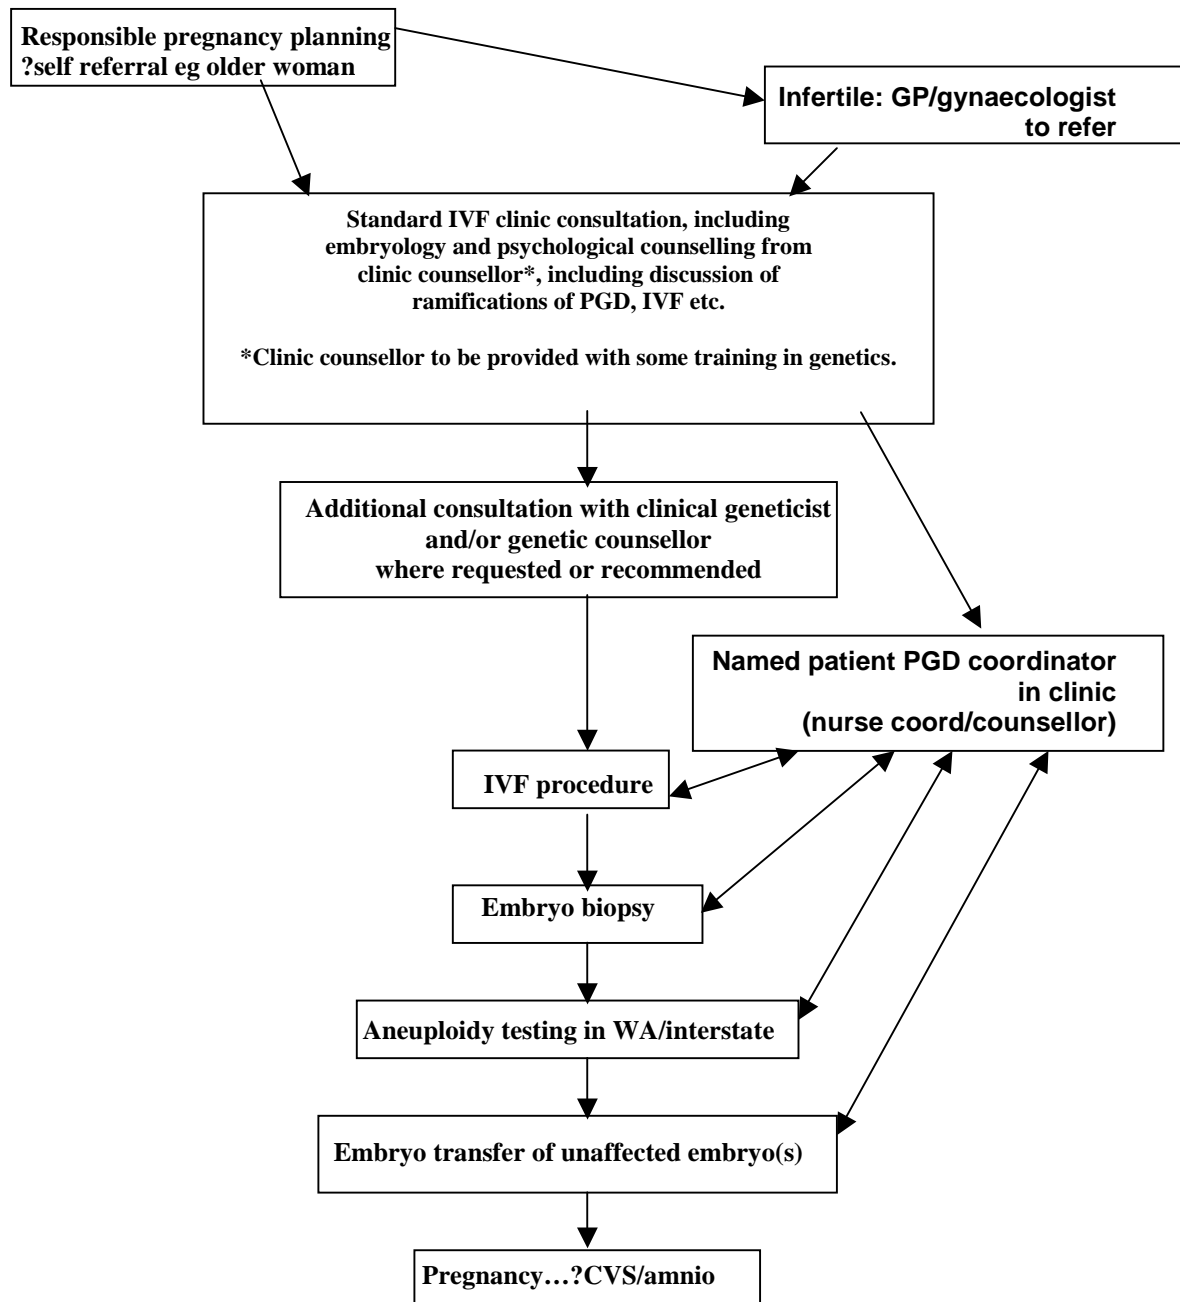 Responsible pregnancy planning
?self referral eg older woman
Infertile: GP/gynaecologist
to refer
Standard IVF clinic consultation, including
embryology and psychological counselling from
clinic counsellor*, including discussion of
ramifications of PGD, IVF etc.
*Clinic counsellor to be provided with some training in genetics.
Additional consultation with clinical geneticist
and/or genetic counsellor
where requested or recommended
Named patient PGD coordinator
in clinic
(nurse coord/counsellor)
IVF procedure
Embryo biopsy
Aneuploidy testing in WA/interstate
Embryo transfer of unaffected embryo(s)
Pregnancy…?CVS/amnio